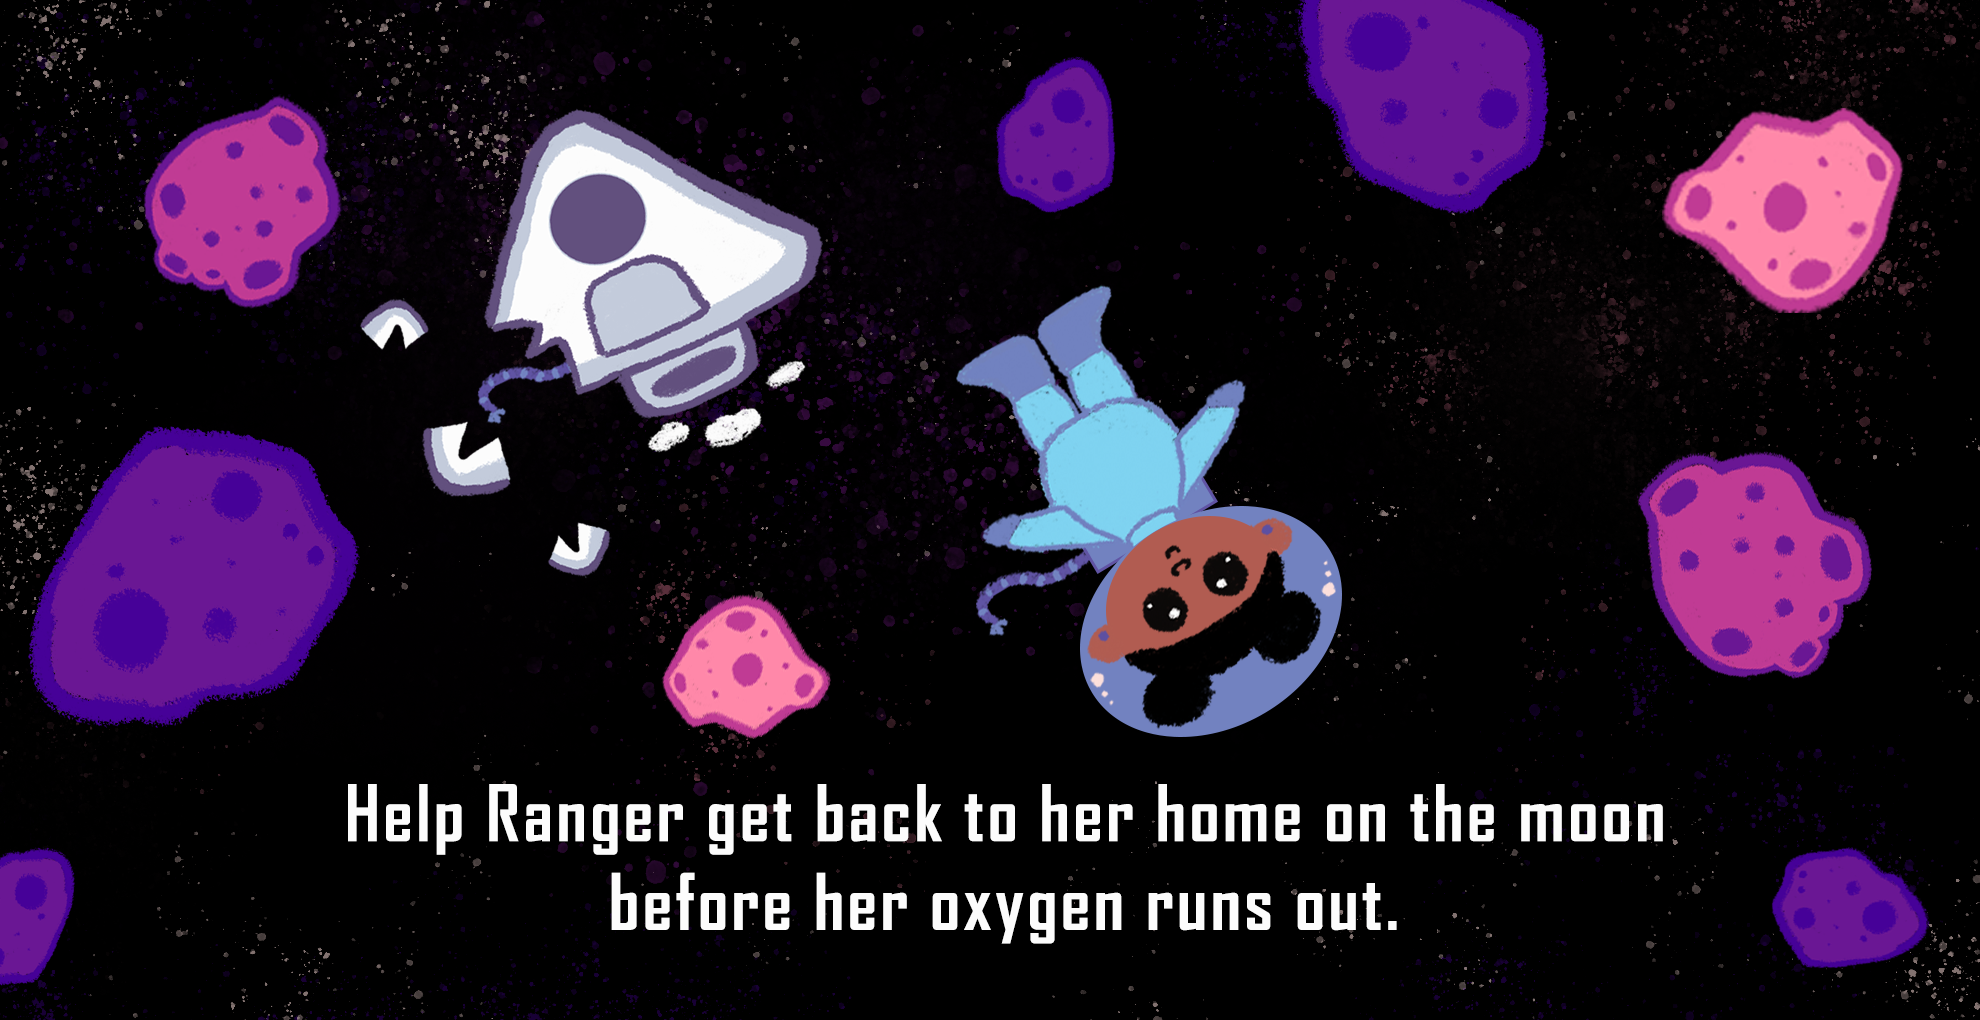 Help Ranger get back to her home on the moon
before her oxygen runs out.